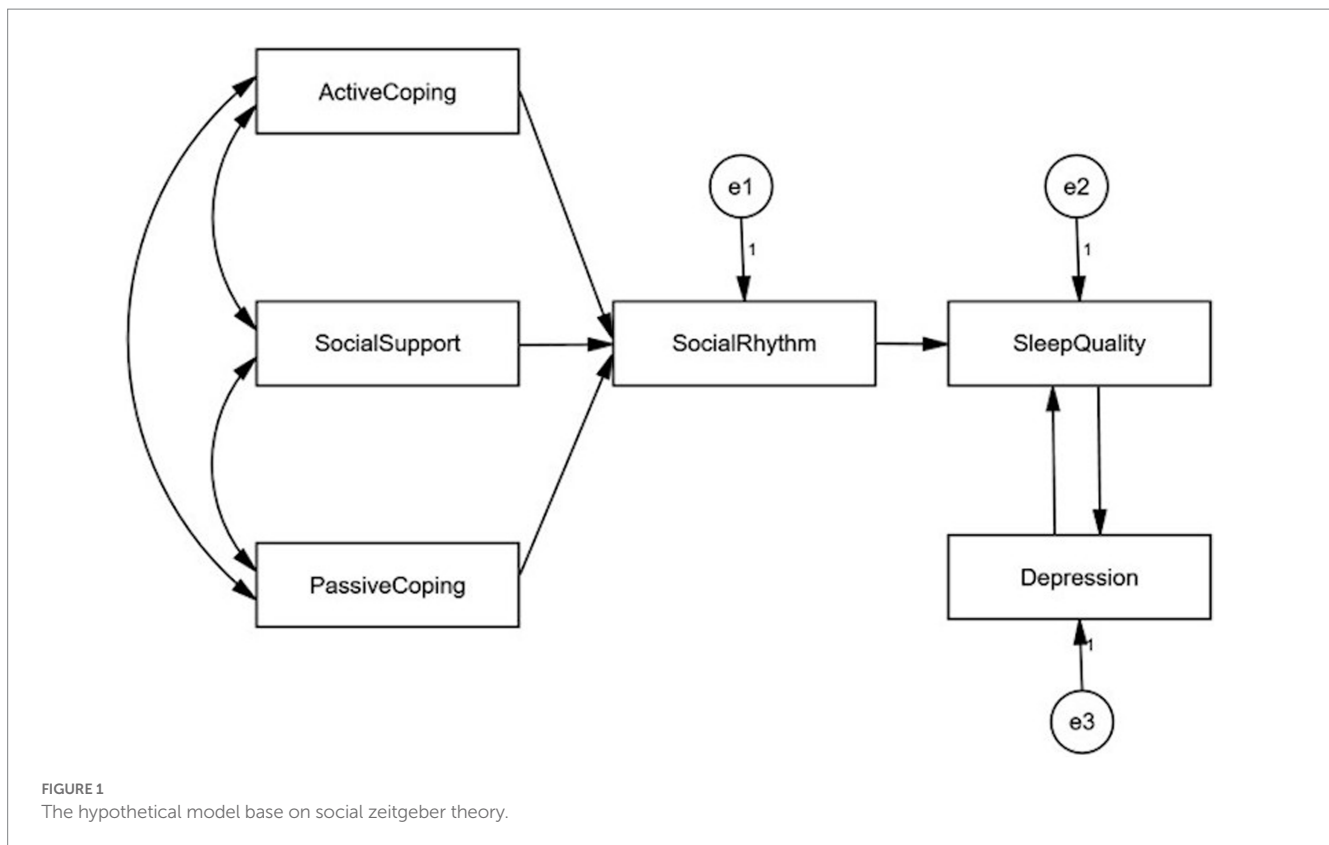 ActiveCoping
e1
e2
1
1
SocialSupport
SocialRhythm
SleepQuality
PassiveCoping
Depression
1
e3
FIGURE 1
The hypothetical model base on social zeitgeber theory.